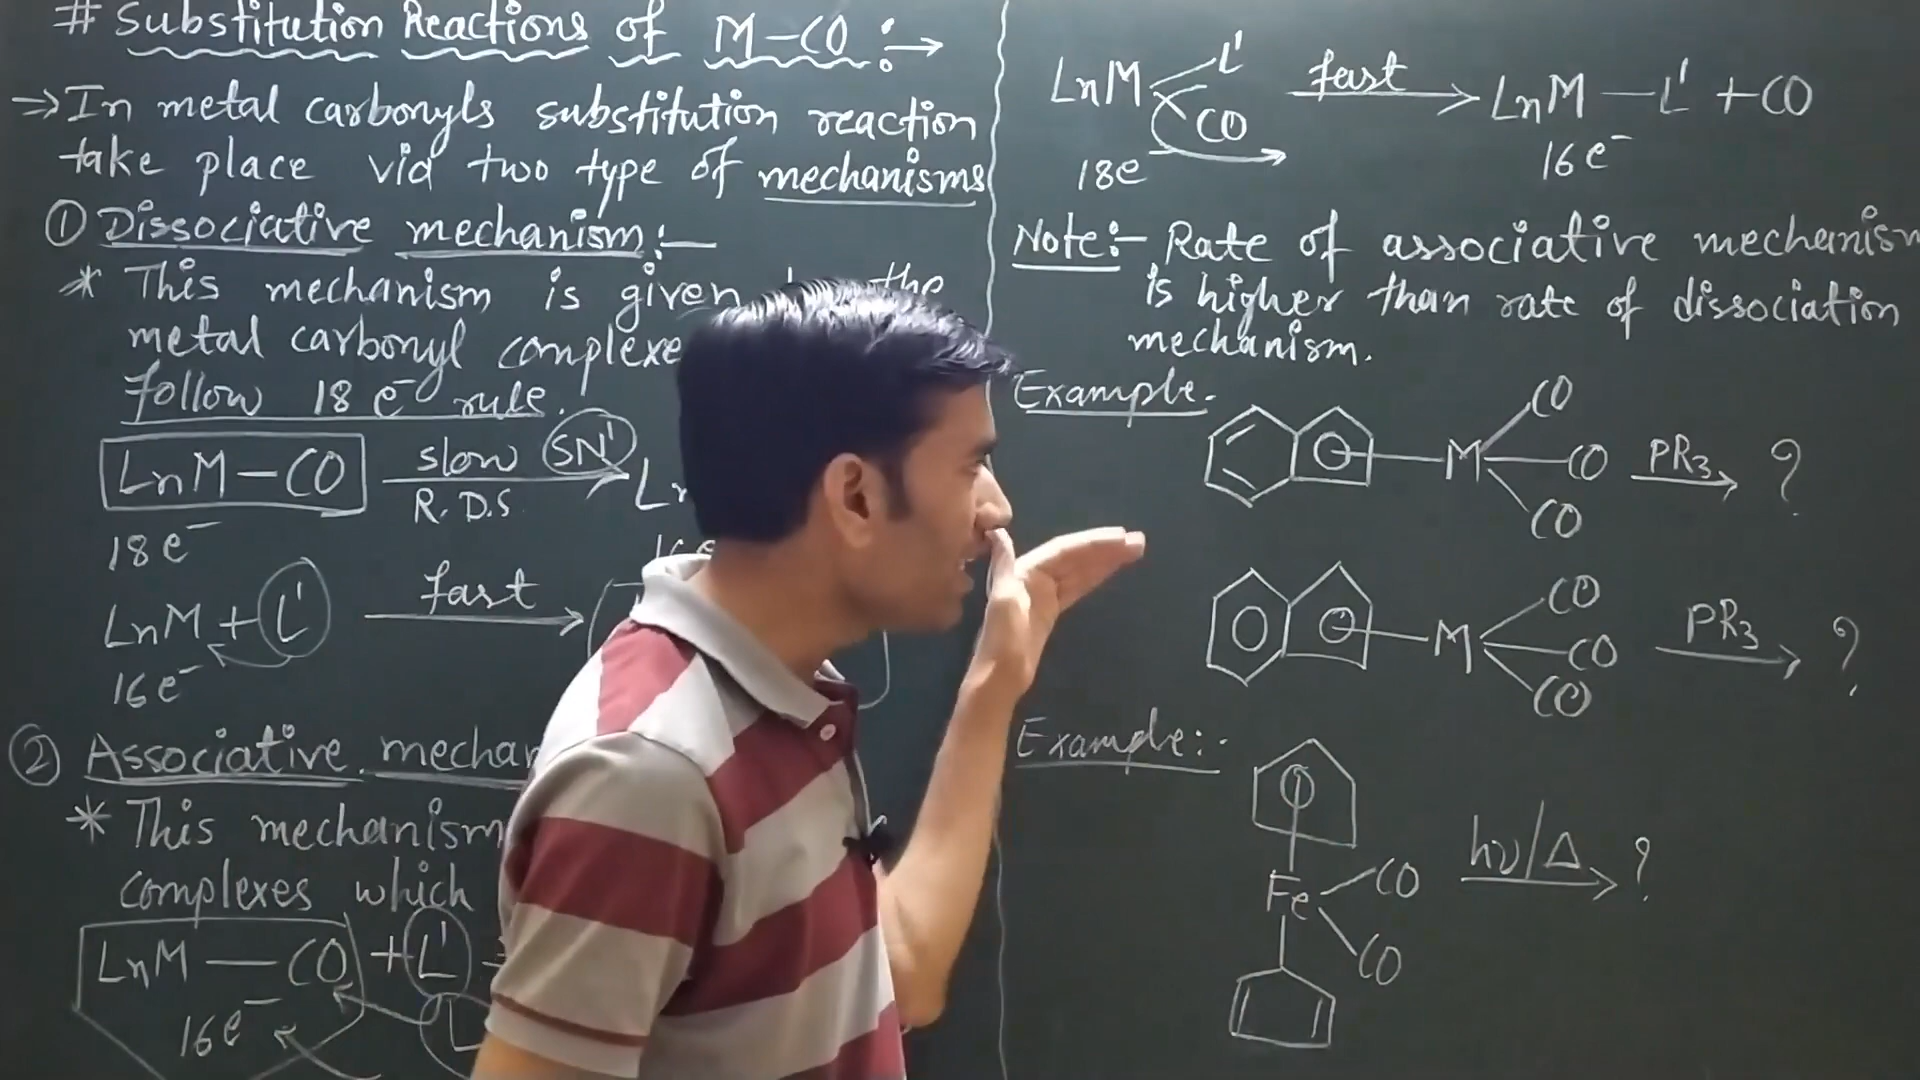 # Substitution Reactions of M-CO :→
→ In metal carbonyls substitution reaction
take place via two type of mechanisms
① Dissociative mechanism:—
* This mechanism is given the
metal carbonyl
follow 18 e⁻ rule.
LnM-CO slow SN¹
R.D.S.
18e⁻
LnM + L' fast
16e⁻
② Associative
* This mechanism
complexes which
LnM — CO + L'
16e⁻
LnM L' CO fast → LnM — L' + CO
18e⁻ 16e⁻
Note:- Rate of associative mechanism
is higher than rate of dissociation
mechanism.
Example.
M CO CO CO PR₃ → ?
M CO CO CO PR₃ → ?
Example:-
Fe CO CO hν/Δ → ?